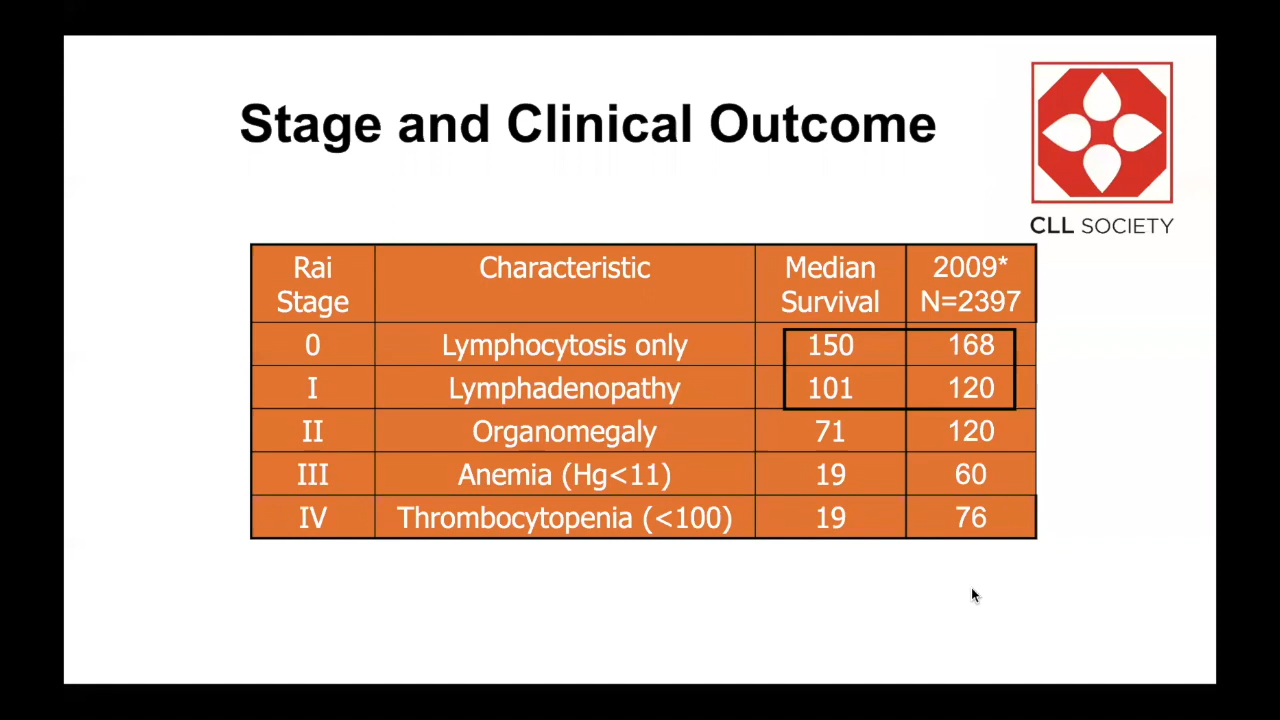 Stage and Clinical Outcome
CLL SOCIETY
Rai Stage Characteristic Median Survival 2009* N=2397
0 Lymphocytosis only 150 168
I Lymphadenopathy 101 120
II Organomegaly 71 120
III Anemia (Hg<11) 19 60
IV Thrombocytopenia (<100) 19 76